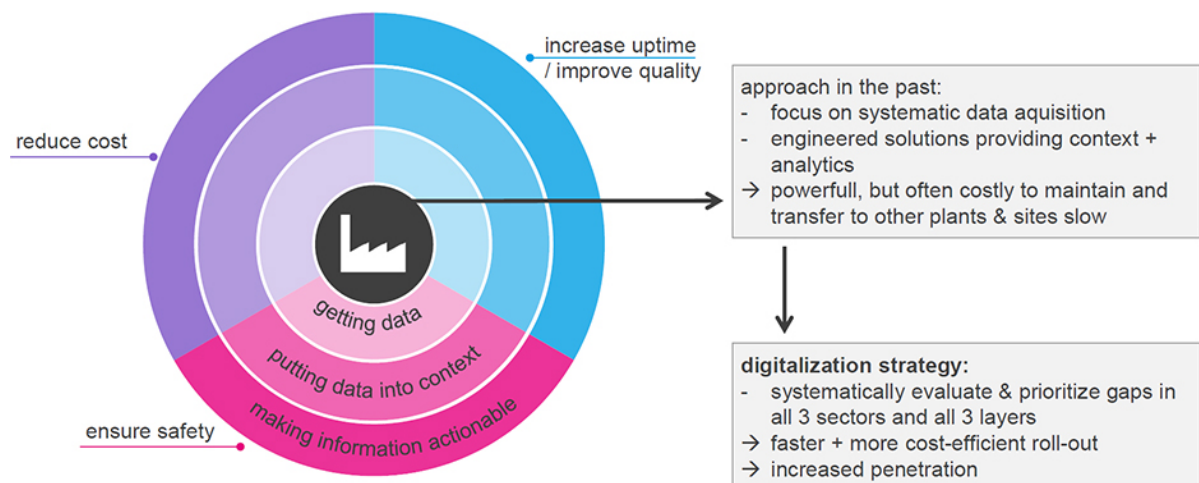 increase uptime
/ improve quality
reduce cost
ensure safety
getting data
putting data into context
making information actionable
approach in the past:
- focus on systematic data aquisition
- engineered solutions providing context +
analytics
→ powerfull, but often costly to maintain and
transfer to other plants & sites slow
digitalization strategy:
- systematically evaluate & prioritize gaps in
all 3 sectors and all 3 layers
→ faster + more cost-efficient roll-out
→ increased penetration